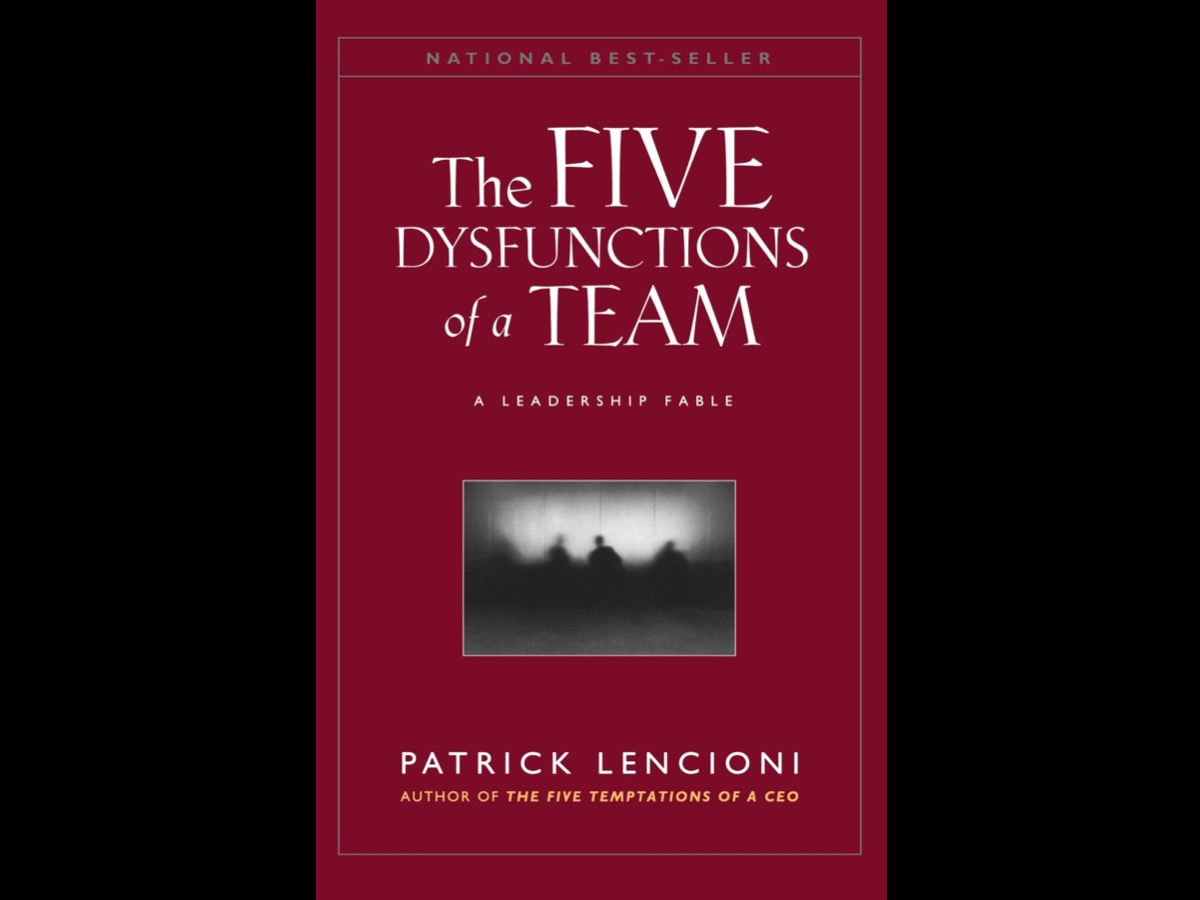 NATIONAL BEST-SELLER
The FIVE
DYSFUNCTIONS
of a TEAM
A LEADERSHIP FABLE
PATRICK LENCIONI
AUTHOR OF THE FIVE TEMPTATIONS OF A CEO